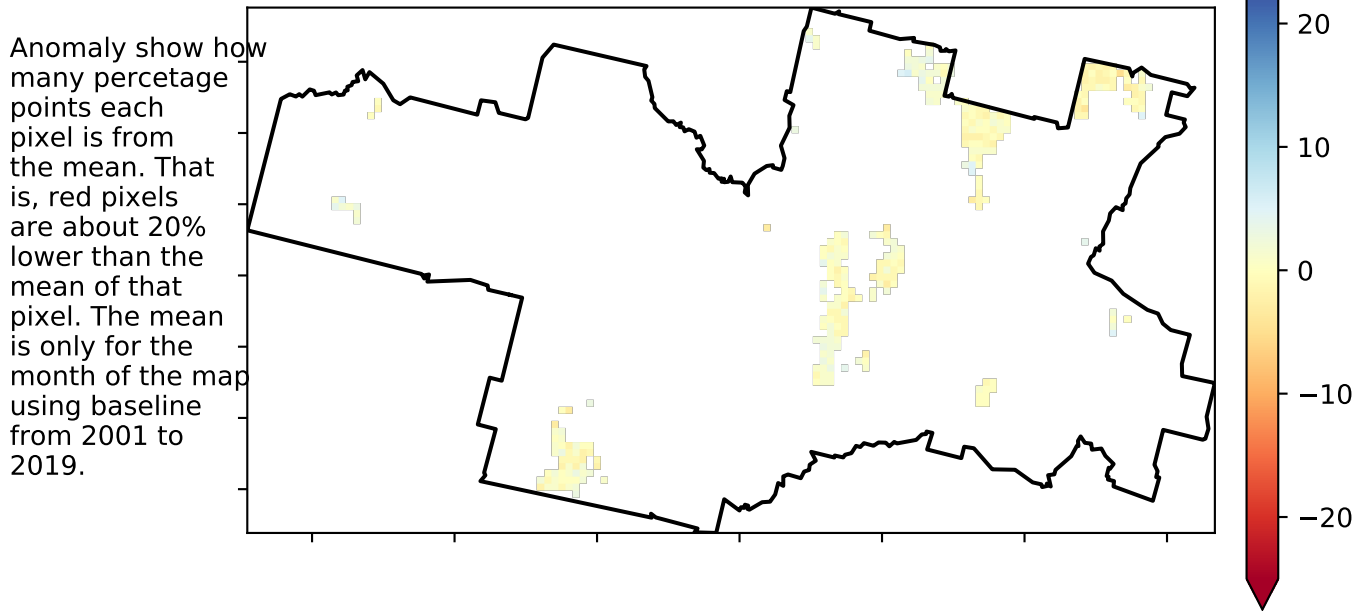 Anomaly show how
many percetage
points each
pixel is from
the mean. That
is, red pixels
are about 20%
lower than the
mean of that
pixel. The mean
is only for the
month of the map
using baseline
from 2001 to
2019.
20
10
0
−10
−20